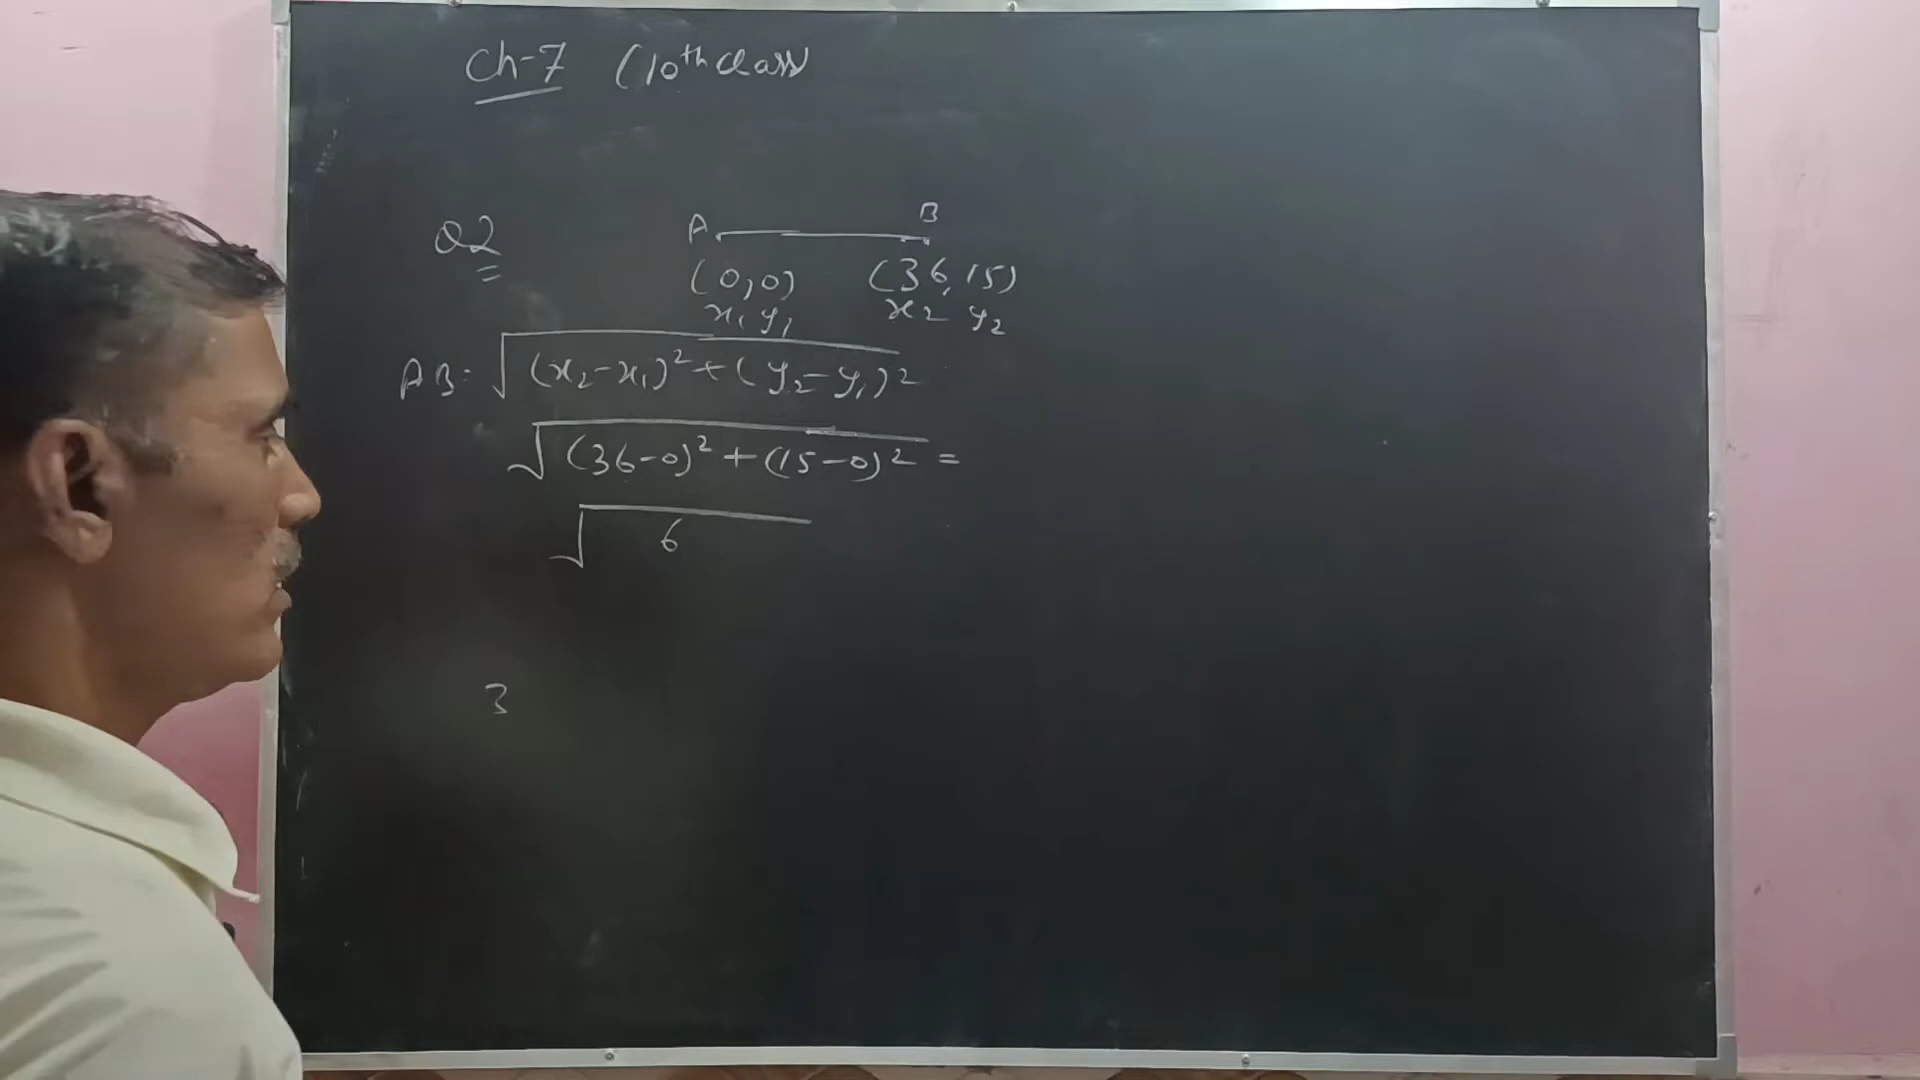 Ch-7 (10th class
Q2
A B
(0,0) (36,15)
x₁ y₁ x₂ y₂
AB= √(x₂-x₁)²+(y₂-y₁)²
√(36-0)²+(15-0)² =
√ 6
3